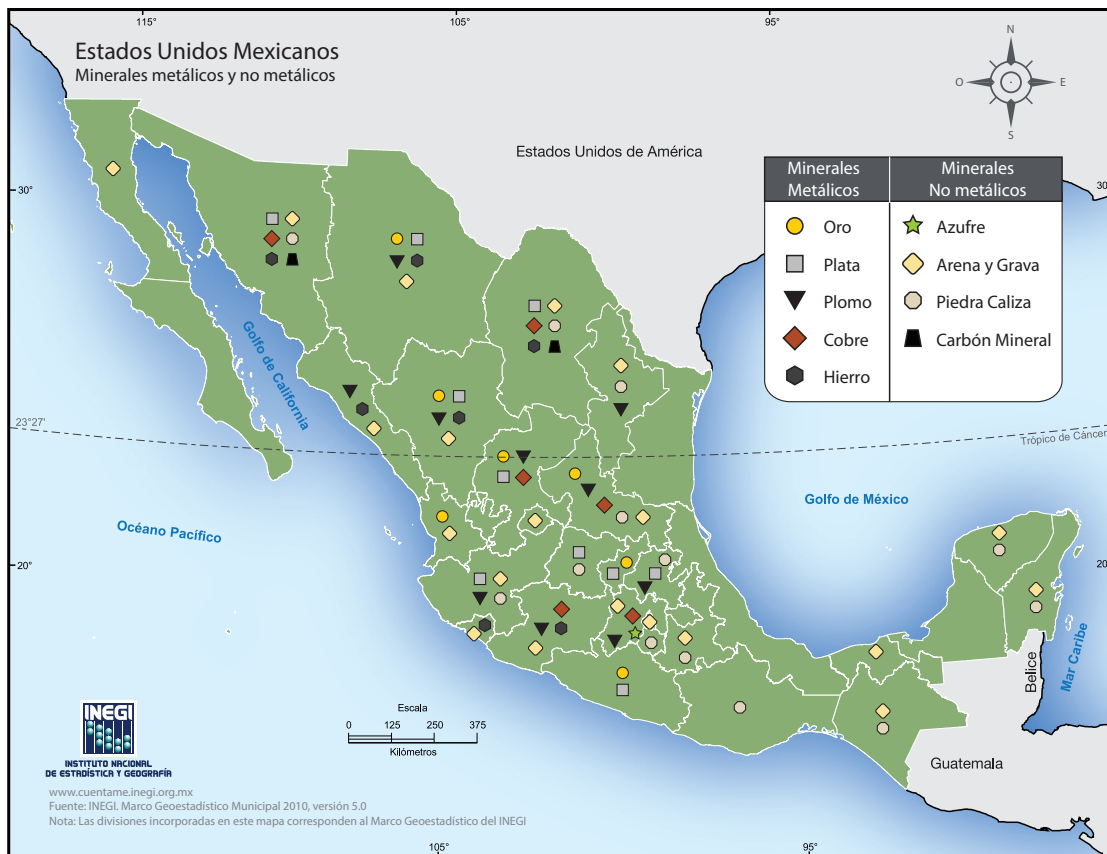 115°
105°
95°
Estados Unidos Mexicanos
Minerales metálicos y no metálicos
N
O
E
S
Estados Unidos de América
30°
30
Minerales
Metálicos
Minerales
No metálicos
Oro
Azufre
Plata
Arena y Grava
Plomo
Piedra Caliza
Cobre
Carbón Mineral
Hierro
Golfo de California
23°27'
Trópico de Cáncer
Golfo de México
Océano Pacífico
20°
20
Mar Caribe
Belice
Guatemala
Escala
0 125 250 375
Kilómetros
INEGI
INSTITUTO NACIONAL
DE ESTADÍSTICA Y GEOGRAFÍA
www.cuentame.inegi.org.mx
Fuente: INEGI. Marco Geoestadístico Municipal 2010, versión 5.0
Nota: Las divisiones incorporadas en este mapa corresponden al Marco Geoestadístico del INEGI
105°
95°